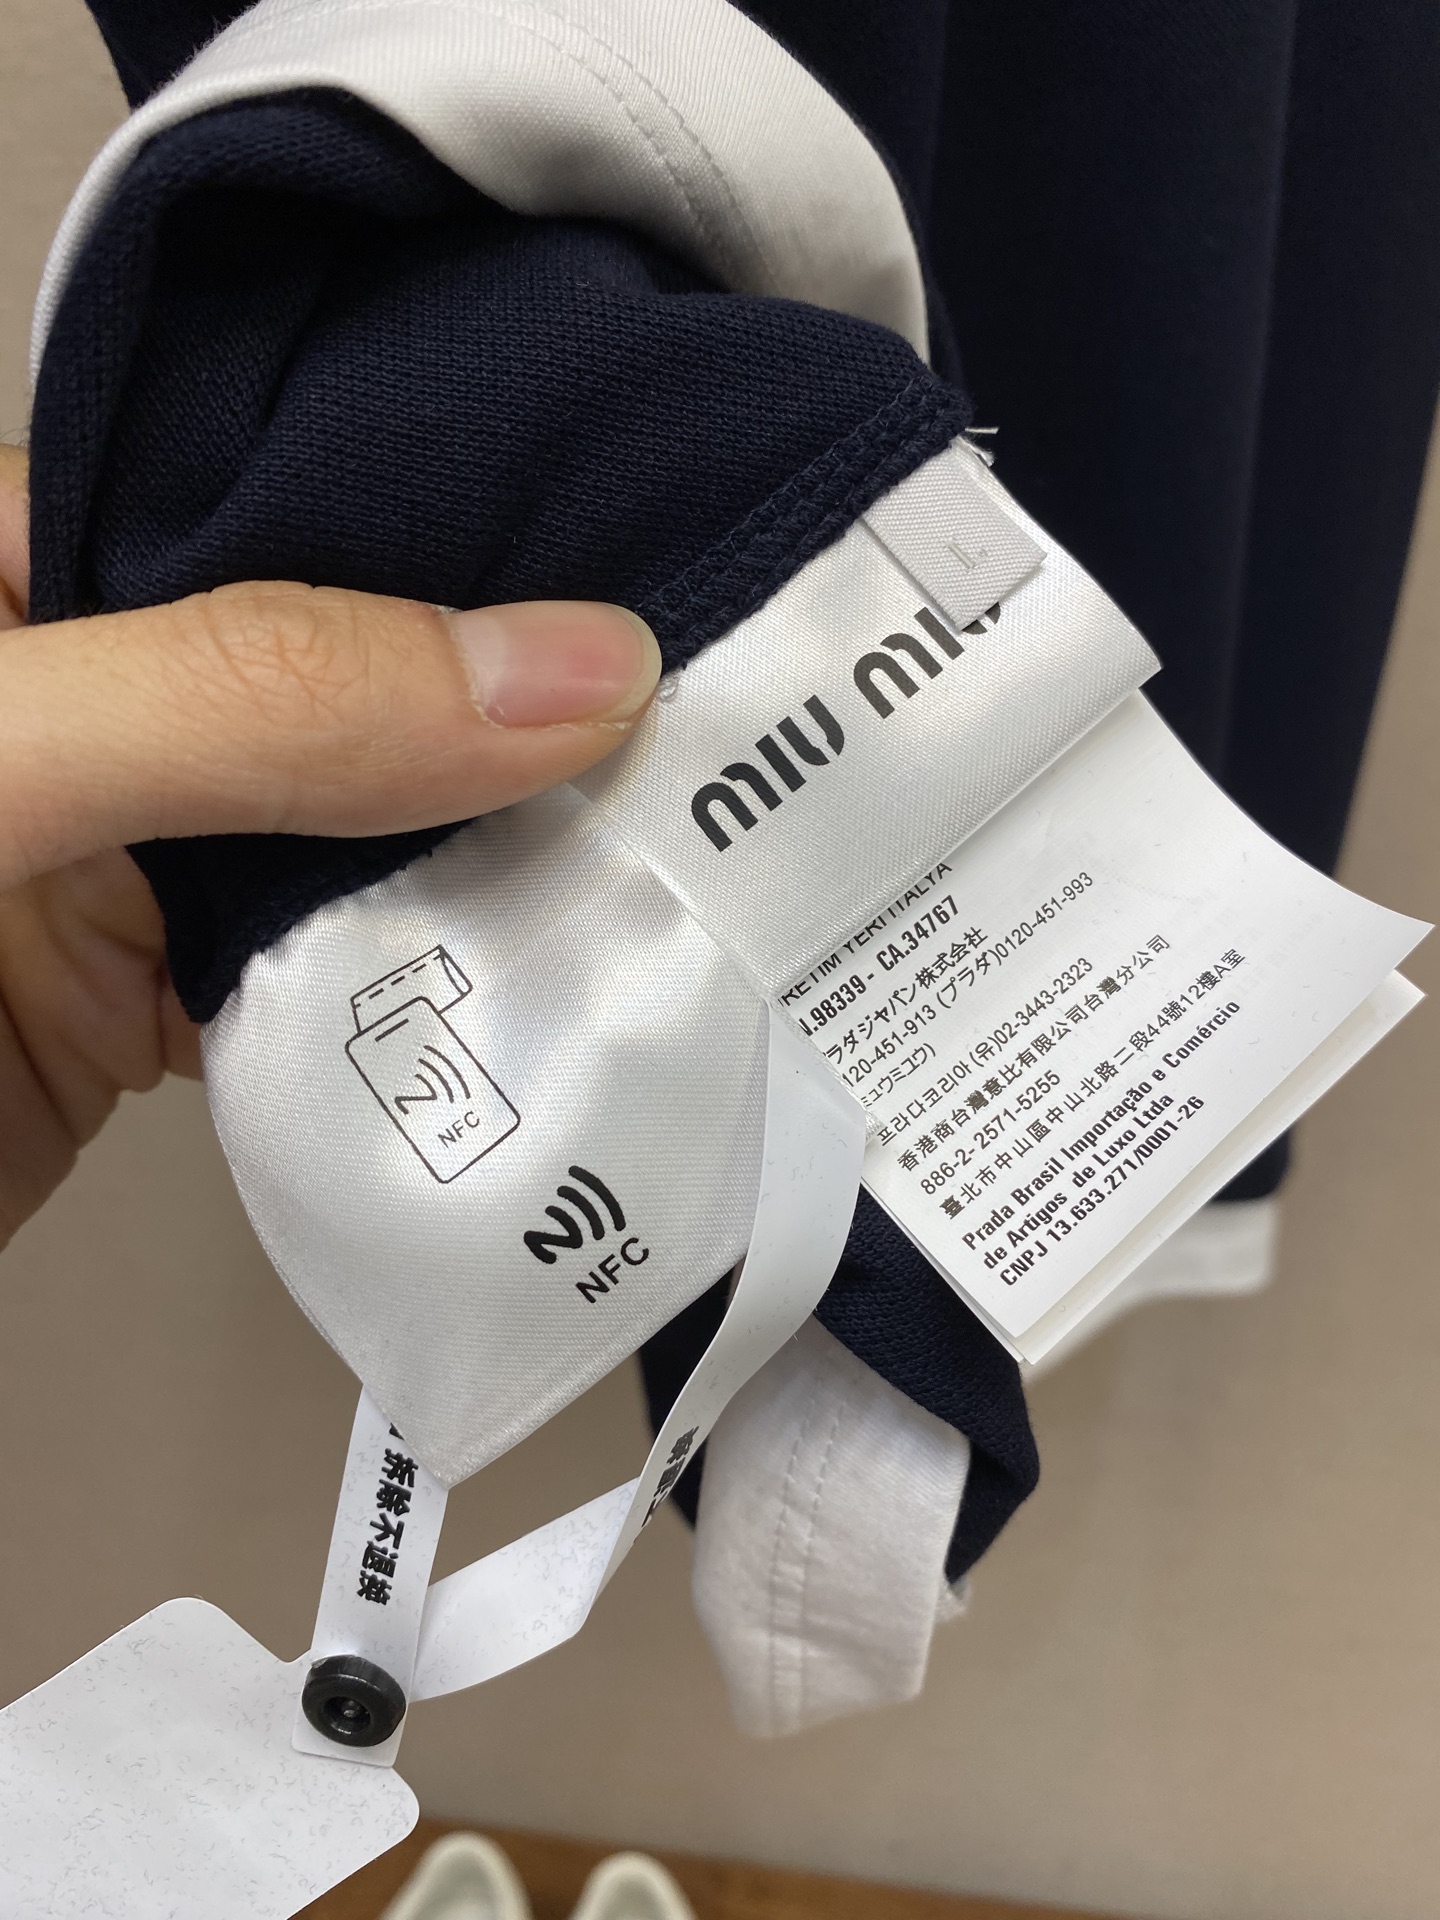 L
miu miu
RETIM YERI ITALYA
98339 - CA.34767
ラダジャパン株式会社
120-451-913 (プラダ)0120-451-993
ミュウミュウ)
프라다코리아 (유)02-3443-2323
香港商台灣意比有限公司台灣分公司
886-2- 2571-5255
臺北市中山區中山北路二段44號12樓A室
Prada Brasil Importação e Comércio
de Artigos de Luxo Ltda
CNPJ 13.633.271/0001-26
NFC
NFC
拆除不退換